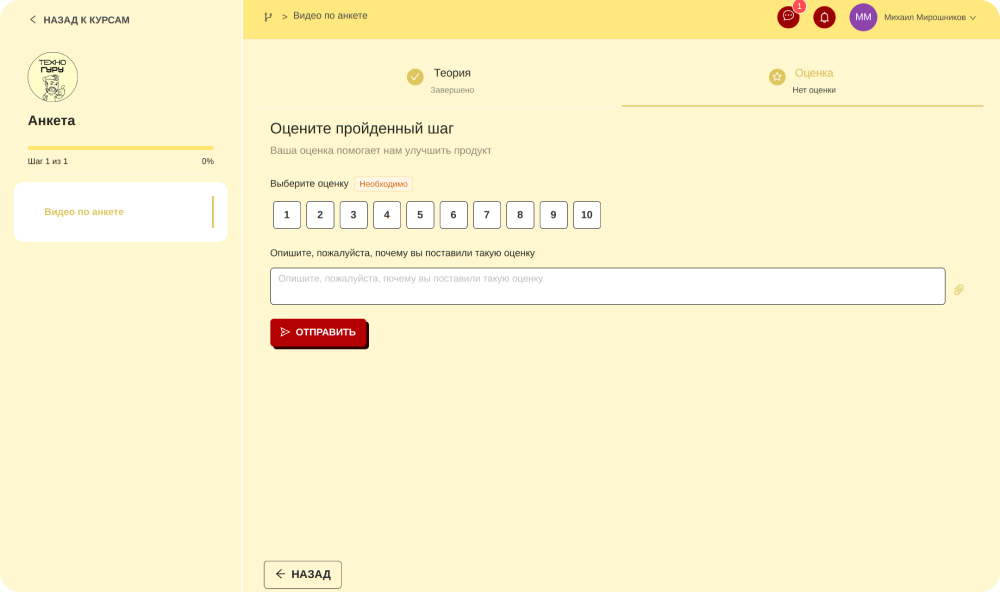 НАЗАД К КУРСАМ
ТЕХНО
ГУРУ
Анкета
Шаг 1 из 1
0%
Видео по анкете
> Видео по анкете
1
ММ
Михаил Мирошников
Теория
Завершено
Оценка
Нет оценки
Оцените пройденный шаг
Ваша оценка помогает нам улучшить продукт
Выберите оценку Необходимо
1 2 3 4 5 6 7 8 9 10
Опишите, пожалуйста, почему вы поставили такую оценку
Опишите, пожалуйста, почему вы поставили такую оценку
ОТПРАВИТЬ
НАЗАД